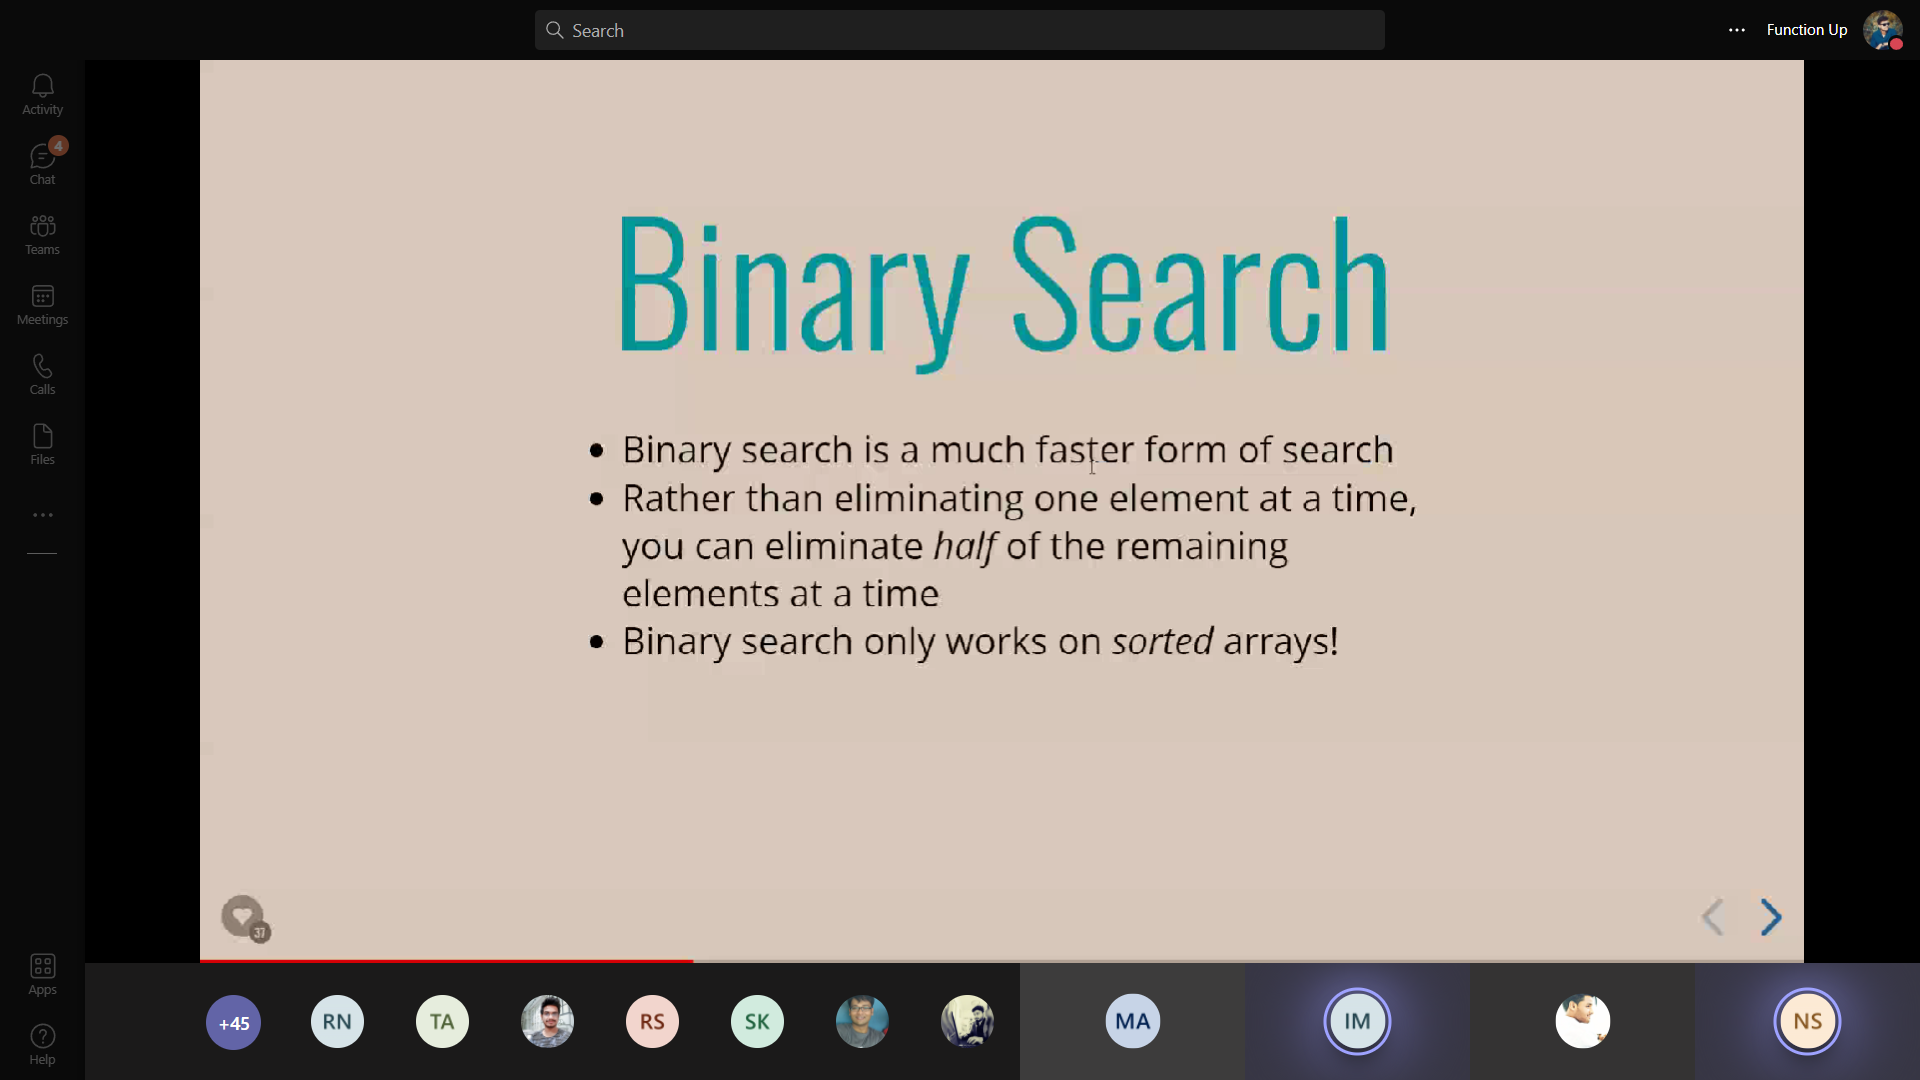 Search
Function Up
Activity
4
Chat
Teams
Meetings
Calls
Files
Binary Search
• Binary search is a much faster form of search
• Rather than eliminating one element at a time,
you can eliminate half of the remaining
elements at a time
• Binary search only works on sorted arrays!
37
Apps
Help
+45
RN
TA
RS
SK
MA
IM
NS